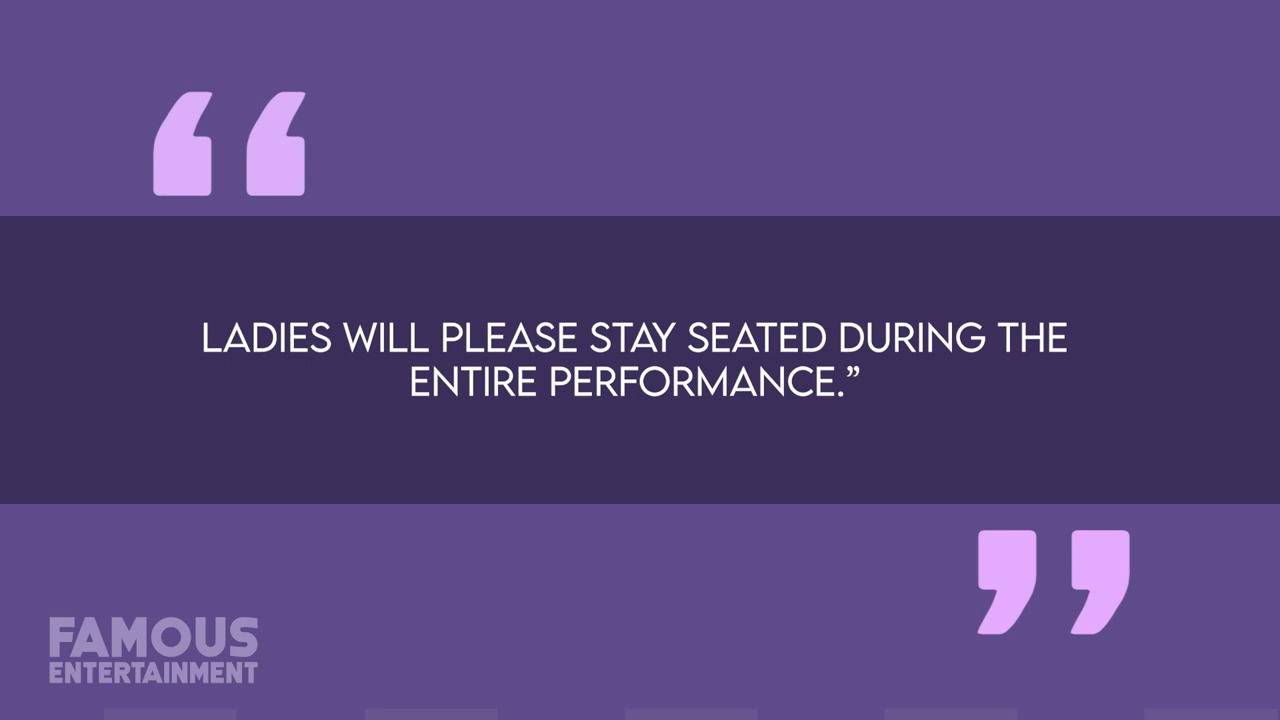 LADIES WILL PLEASE STAY SEATED DURING THE
ENTIRE PERFORMANCE.”
FAMOUS
ENTERTAINMENT